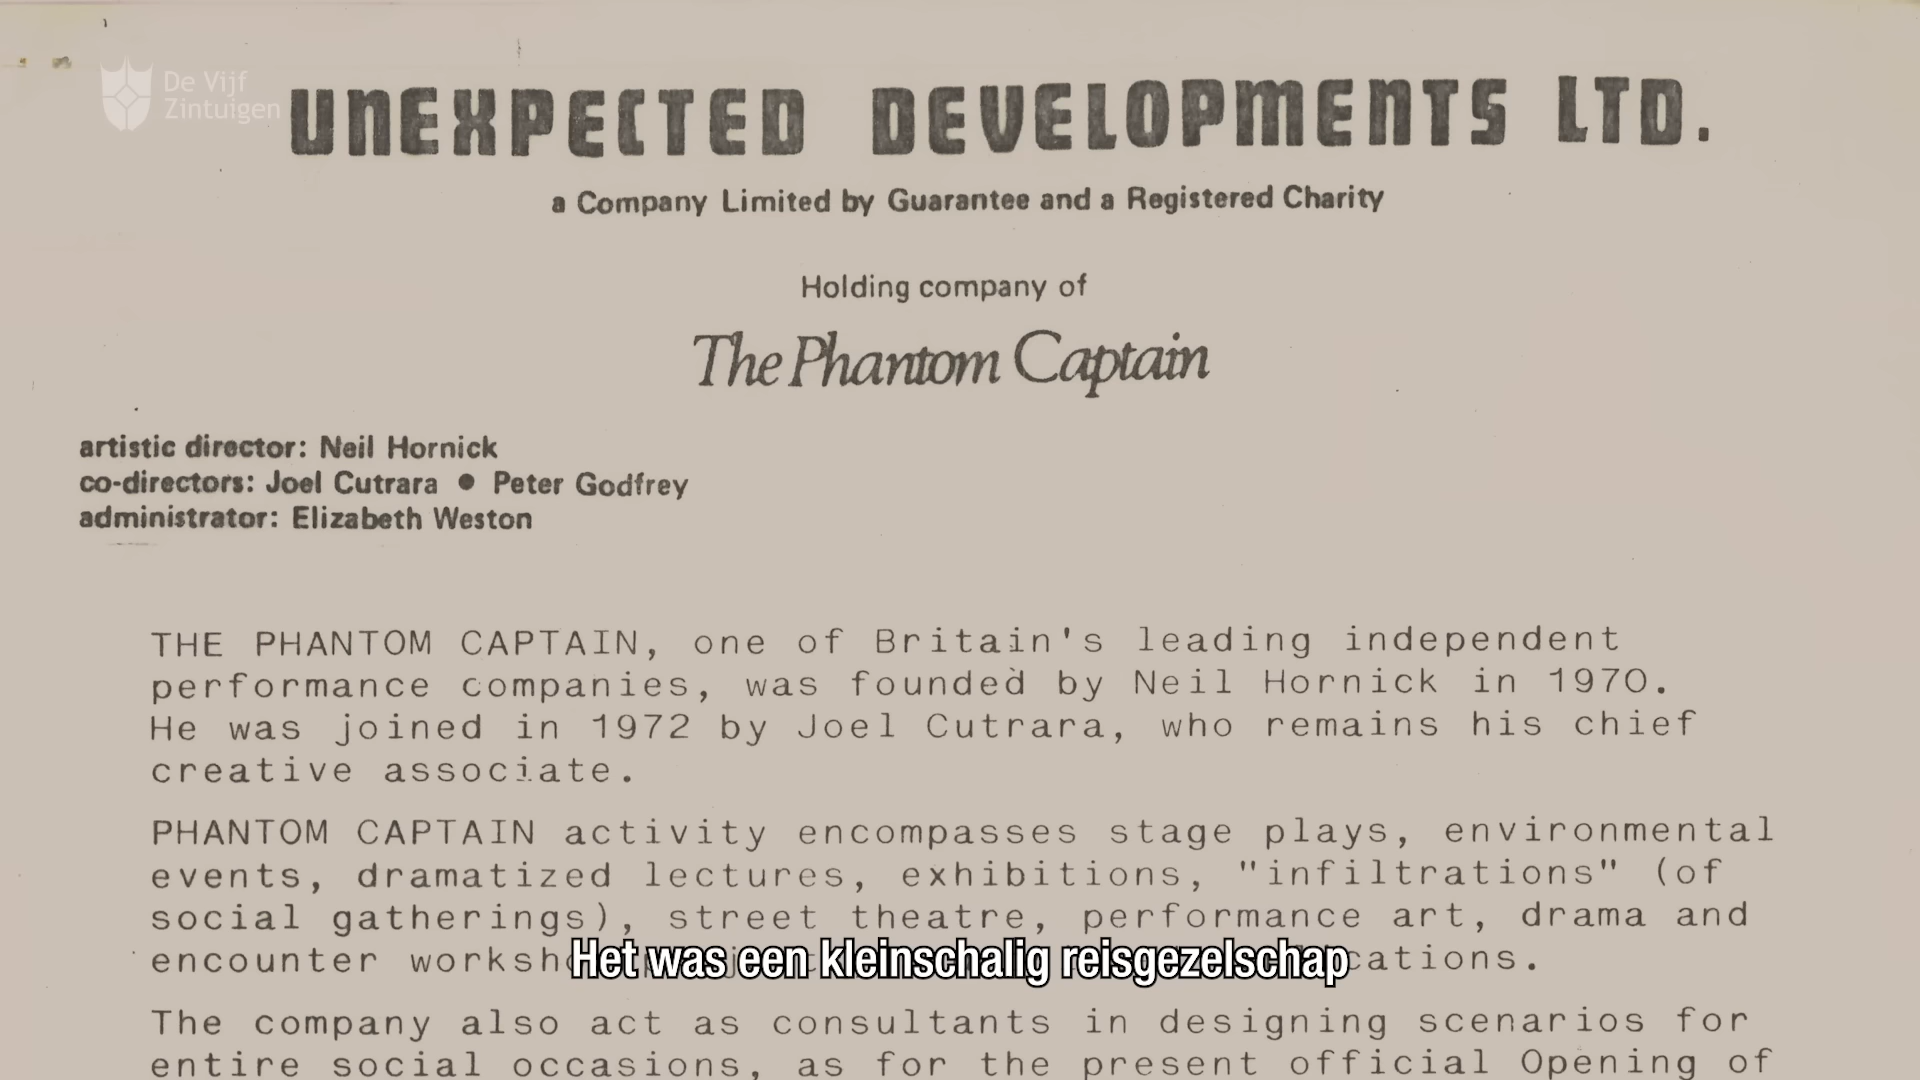 De Vijf
Zintuigen
UNEXPECTED DEVELOPMENTS LTD.
a Company Limited by Guarantee and a Registered Charity
Holding company of
The Phantom Captain
artistic director: Neil Hornick
co-directors: Joel Cutrara ● Peter Godfrey
administrator: Elizabeth Weston
THE PHANTOM CAPTAIN, one of Britain's leading independent
performance companies, was founded by Neil Hornick in 1970.
He was joined in 1972 by Joel Cutrara, who remains his chief
creative associate.
PHANTOM CAPTAIN activity encompasses stage plays, environmental
events, dramatized lectures, exhibitions, "infiltrations" (of
social gatherings), street theatre, performance art, drama and
encounter
Het was een kleinschalig reisgezelschap
The company also act as consultants in designing scenarios for
entire social occasions, as for the present official Opening of